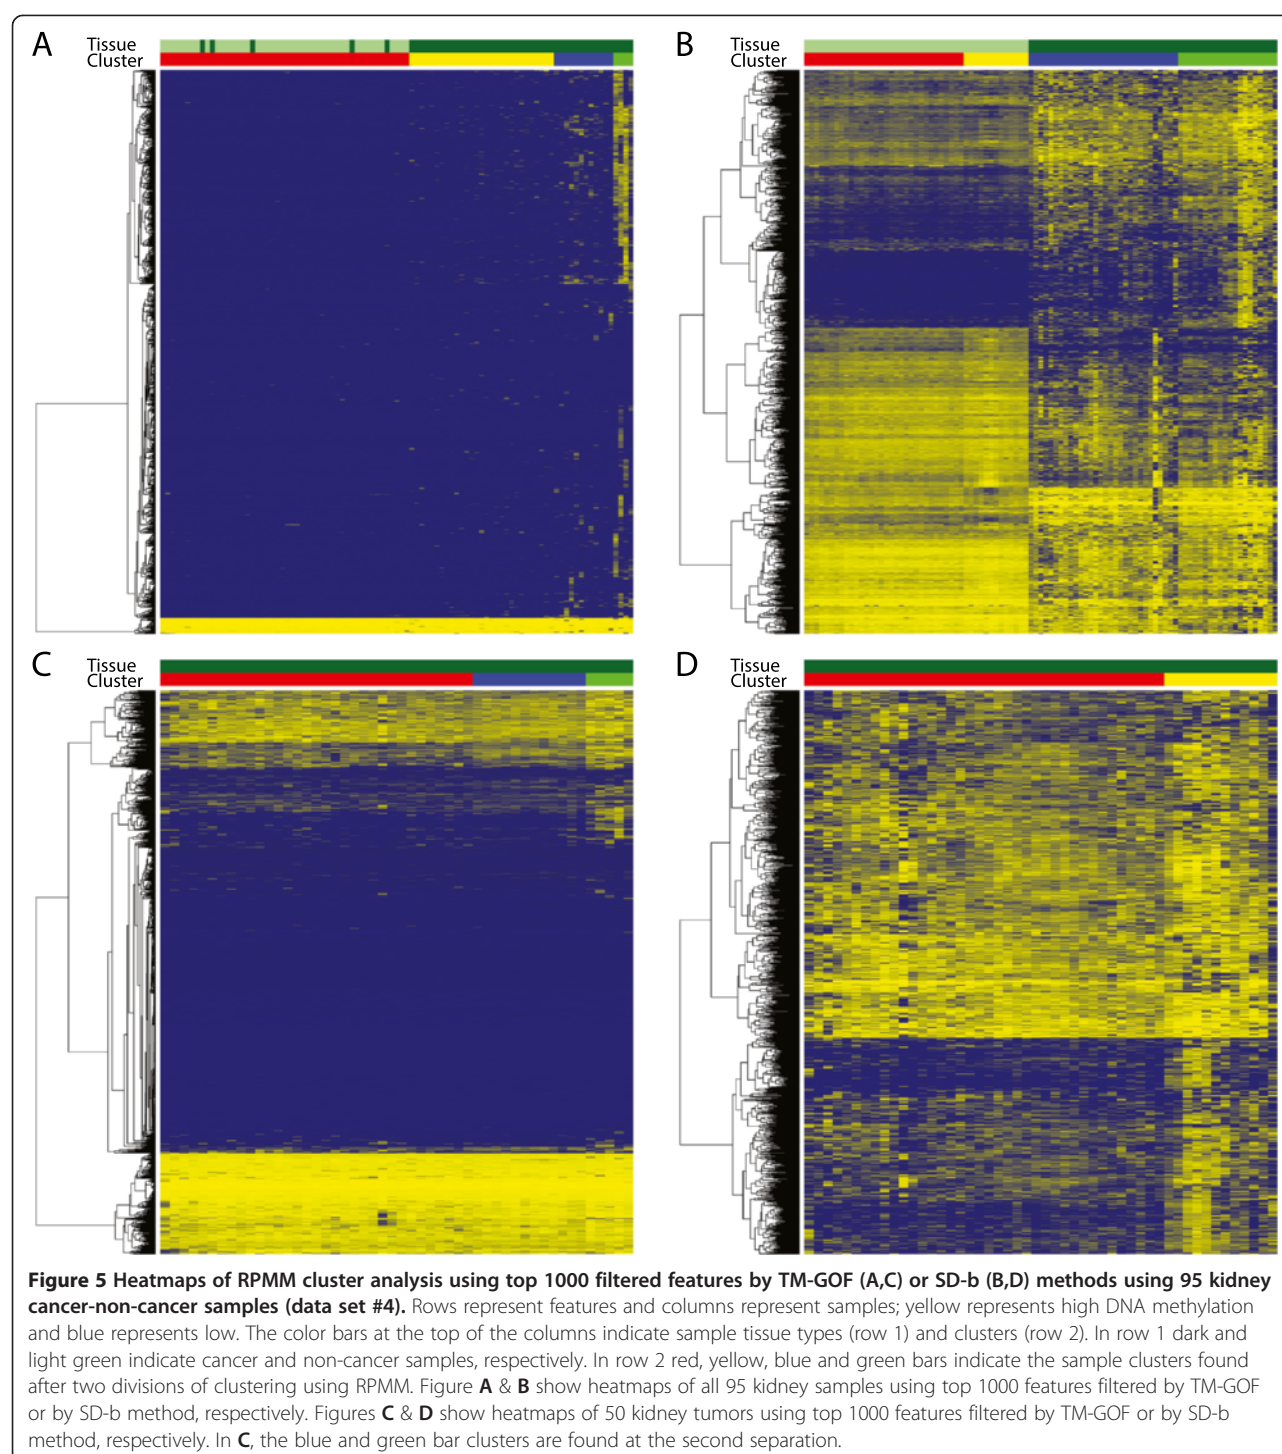 A
Tissue
Cluster
B
Tissue
Cluster
C
Tissue
Cluster
D
Tissue
Cluster
Figure 5 Heatmaps of RPMM cluster analysis using top 1000 filtered features by TM-GOF (A,C) or SD-b (B,D) methods using 95 kidney
cancer-non-cancer samples (data set #4). Rows represent features and columns represent samples; yellow represents high DNA methylation
and blue represents low. The color bars at the top of the columns indicate sample tissue types (row 1) and clusters (row 2). In row 1 dark and
light green indicate cancer and non-cancer samples, respectively. In row 2 red, yellow, blue and green bars indicate the sample clusters found
after two divisions of clustering using RPMM. Figure A & B show heatmaps of all 95 kidney samples using top 1000 features filtered by TM-GOF
or by SD-b method, respectively. Figures C & D show heatmaps of 50 kidney tumors using top 1000 features filtered by TM-GOF or by SD-b
method, respectively. In C, the blue and green bar clusters are found at the second separation.